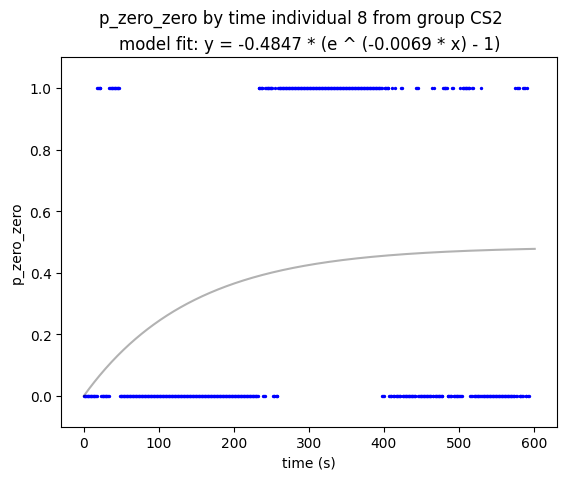 p_zero_zero by time individual 8 from group CS2
model fit: y = -0.4847 * (e ^ (-0.0069 * x) - 1)
1.0
0.8
0.6
0.4
0.2
0.0
p_zero_zero
0 100 200 300 400 500 600
time (s)